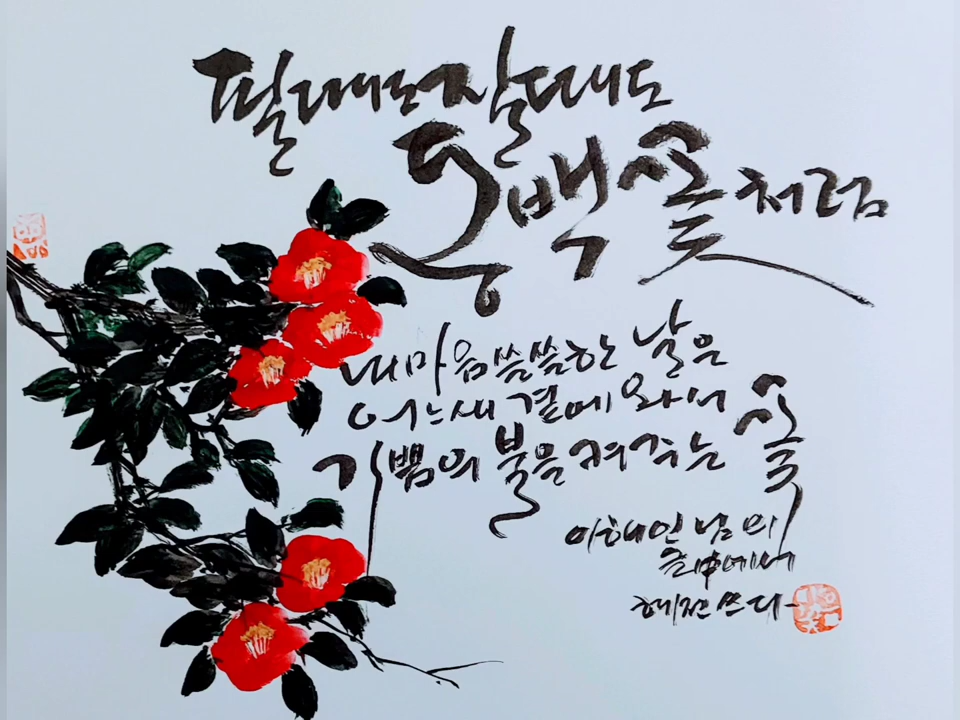 필때도 질때도
동백꽃처럼
내마음 쓸쓸한 날은
어느새 곁에 와서
기쁨의 불을 켜주는 꽃
이해인님의
글中에서
쓰다